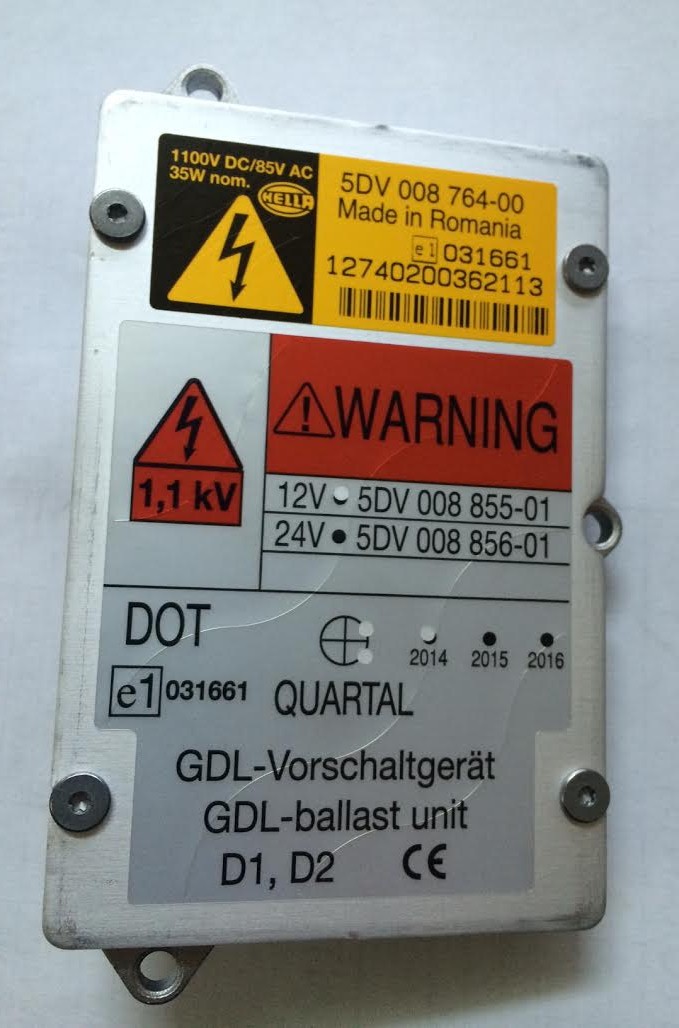 1100V DC/85V AC
35W nom.
HELLA
5DV 008 764-00
Made in Romania
e1 031661
12740200362113
WARNING
1,1 kV
12V 5DV 008 855-01
24V 5DV 008 856-01
DOT
2014 2015 2016
e1 031661 QUARTAL
GDL-Vorschaltgerät
GDL-ballast unit
D1, D2 CE